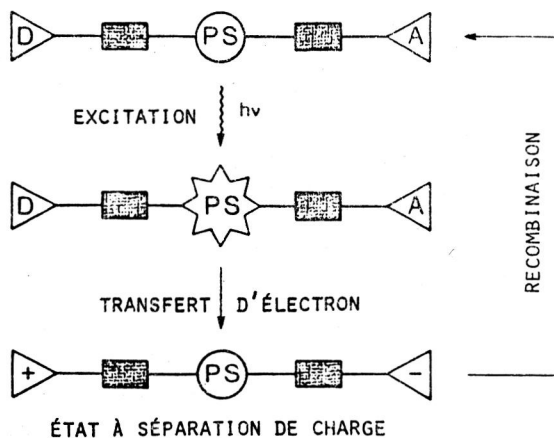 D PS A
EXCITATION hν
D PS A
TRANSFERT D'ÉLECTRON
+ PS −
ÉTAT À SÉPARATION DE CHARGE
RECOMBINAISON